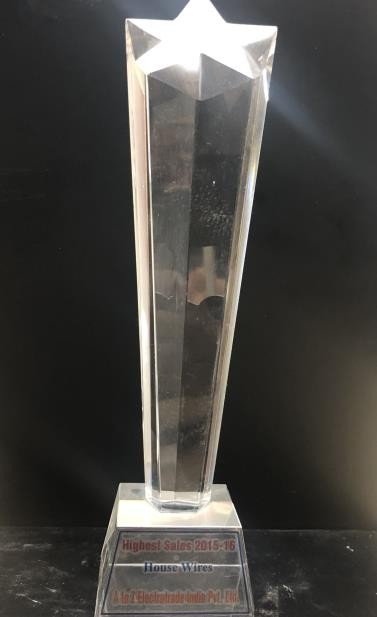 Highest Sales 2015-16
House Wires
A to Z Electratrade India Pvt. Ltd.